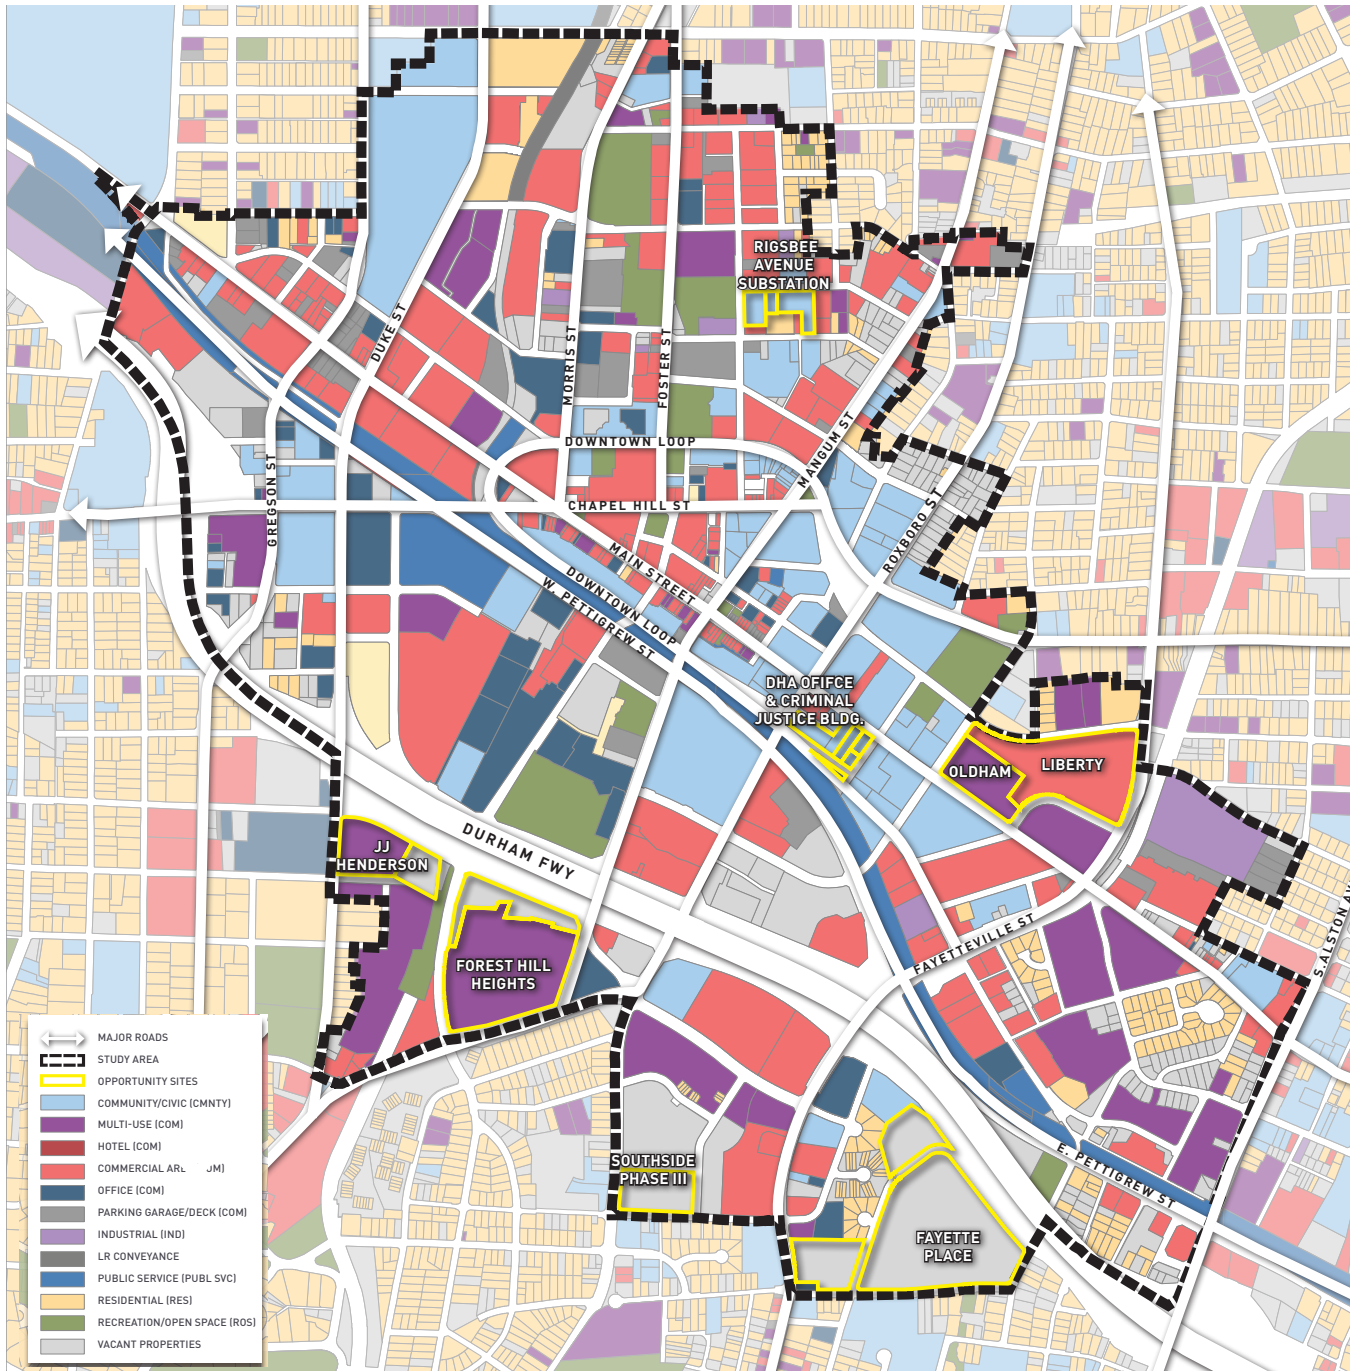 RIGSBEE
AVENUE
SUBSTATION
DUKE ST
MORRIS ST
FOSTER ST
DOWNTOWN LOOP
MANGUM ST
GREGSON ST
CHAPEL HILL ST
ROXBORO ST
MAIN STREET
DOWNTOWN LOOP
W. PETTIGREW ST
DHA OFIFCE
& CRIMINAL
JUSTICE BLDG.
OLDHAM
LIBERTY
DURHAM FWY
JJ
HENDERSON
FOREST HILL
HEIGHTS
FAYETTEVILLE ST
S.ALSTON AV
SOUTHSIDE
PHASE III
E. PETTIGREW ST
FAYETTE
PLACE
MAJOR ROADS
STUDY AREA
OPPORTUNITY SITES
COMMUNITY/CIVIC (CMNTY)
MULTI-USE (COM)
HOTEL (COM)
COMMERCIAL
OFFICE (COM)
PARKING GARAGE/DECK (COM)
INDUSTRIAL (IND)
LR CONVEYANCE
PUBLIC SERVICE (PUBL SVC)
RESIDENTIAL (RES)
RECREATION/OPEN SPACE (ROS)
VACANT PROPERTIES